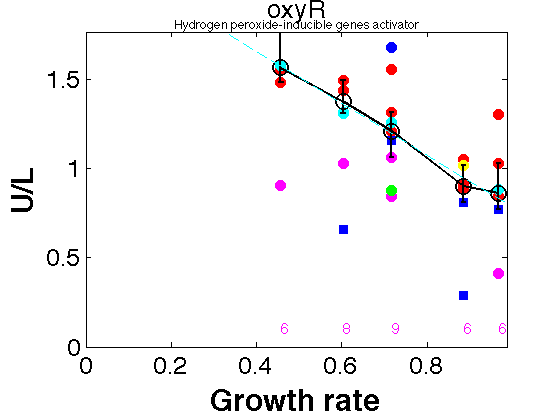 oxyR
Hydrogen peroxide-inducible genes activator
1.5
1
0.5
0
U/L
6 8 9 6 6
0 0.2 0.4 0.6 0.8
Growth rate